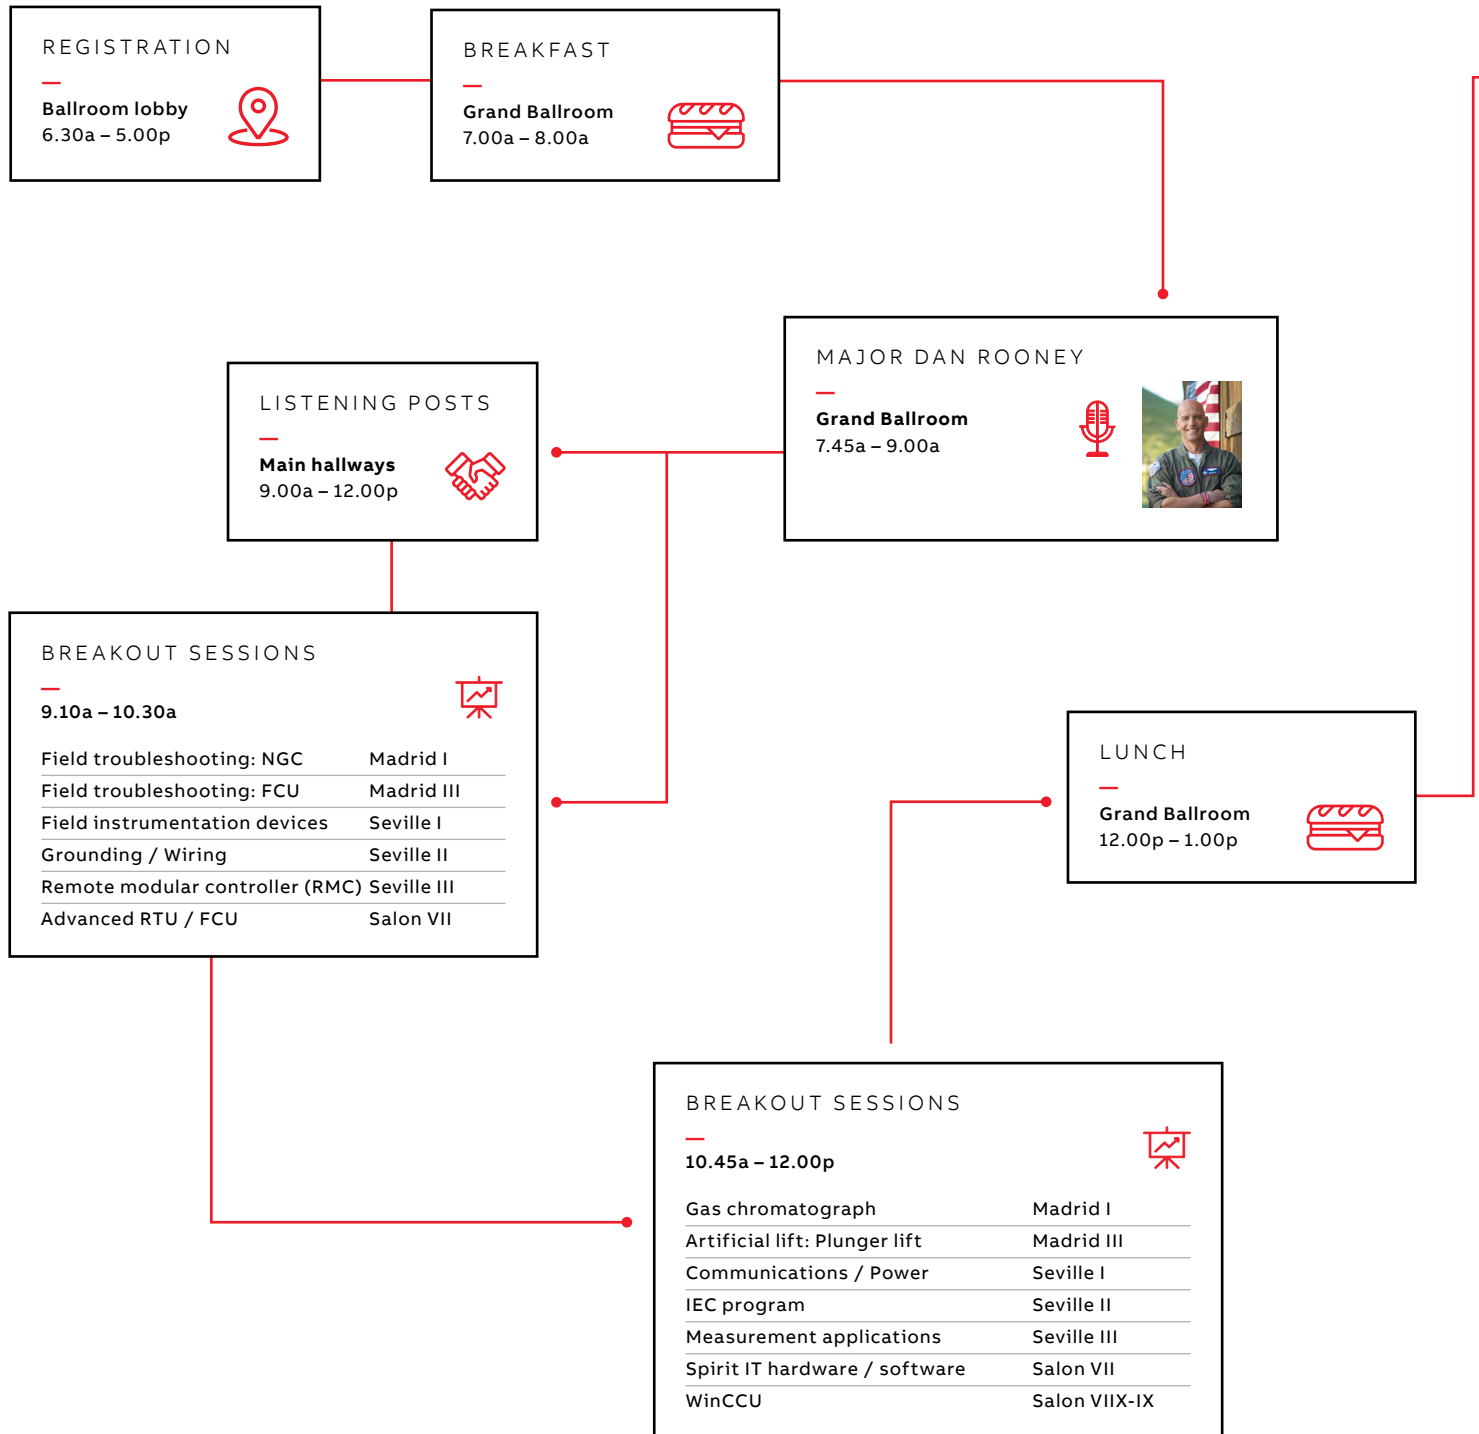 REGISTRATION
Ballroom lobby
6.30a – 5.00p
BREAKFAST
Grand Ballroom
7.00a – 8.00a
MAJOR DAN ROONEY
Grand Ballroom
7.45a – 9.00a
LISTENING POSTS
Main hallways
9.00a – 12.00p
BREAKOUT SESSIONS
9.10a – 10.30a
Field troubleshooting: NGC Madrid I
Field troubleshooting: FCU Madrid III
Field instrumentation devices Seville I
Grounding / Wiring Seville II
Remote modular controller (RMC) Seville III
Advanced RTU / FCU Salon VII
LUNCH
Grand Ballroom
12.00p – 1.00p
BREAKOUT SESSIONS
10.45a – 12.00p
Gas chromatograph Madrid I
Artificial lift: Plunger lift Madrid III
Communications / Power Seville I
IEC program Seville II
Measurement applications Seville III
Spirit IT hardware / software Salon VII
WinCCU Salon VIIX-IX